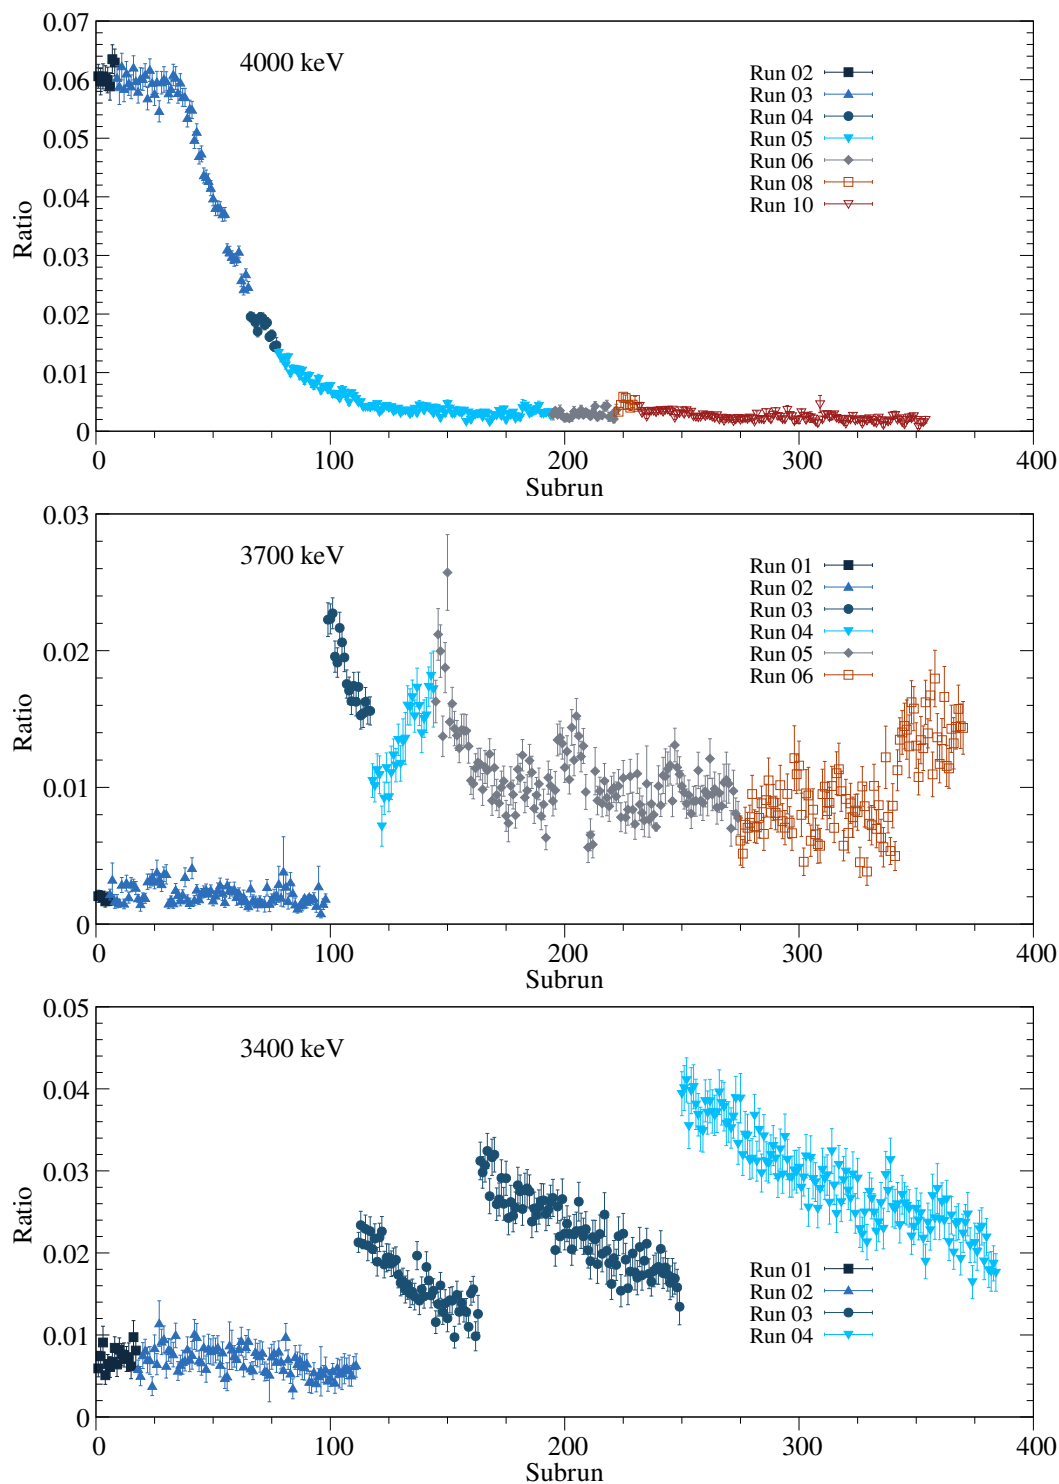 0.07
4000 keV
0.06
Run 02
Run 03
0.05
Run 04
Run 05
0.04
Run 06
Run 08
Run 10
Ratio
0.03
0.02
0.01
0
0 100 200 300 400
Subrun
0.03
3700 keV
Run 01
Run 02
Run 03
0.02
Run 04
Run 05
Run 06
Ratio
0.01
0
0 100 200 300 400
Subrun
0.05
3400 keV
0.04
0.03
Ratio
0.02
Run 01
Run 02
Run 03
Run 04
0.01
0
0 100 200 300 400
Subrun